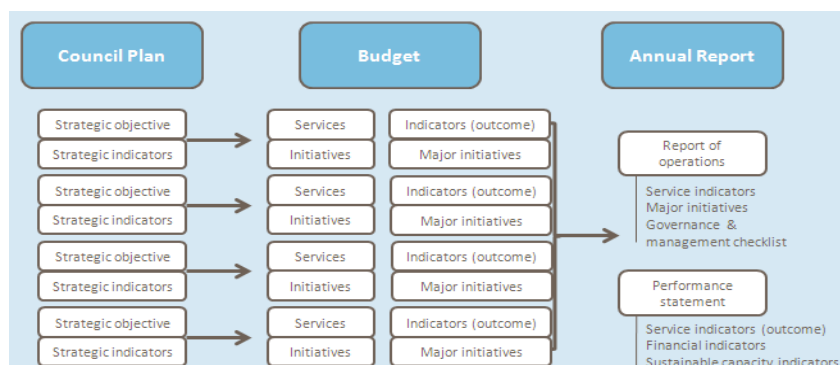 Council Plan
Budget
Annual Report
Strategic objective
Strategic indicators
Services
Initiatives
Indicators (outcome)
Major initiatives
Strategic objective
Strategic indicators
Services
Initiatives
Indicators (outcome)
Major initiatives
Strategic objective
Strategic indicators
Services
Initiatives
Indicators (outcome)
Major initiatives
Strategic objective
Strategic indicators
Services
Initiatives
Indicators (outcome)
Major initiatives
Report of
operations
Service indicators
Major initiatives
Governance &
management checklist
Performance
statement
Service indicators (outcome)
Financial indicators
Sustainable capacity indicators